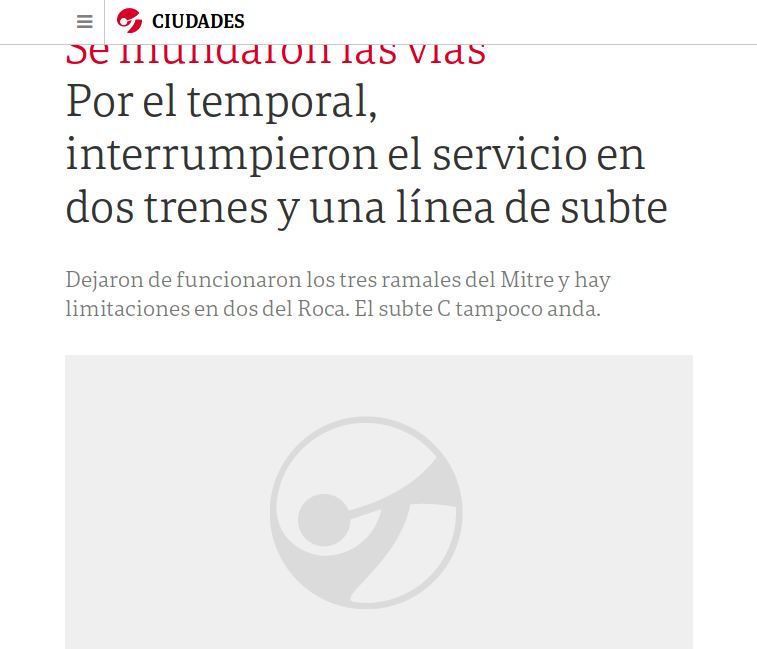 CIUDADES
Se inundaron las vías
Por el temporal,
interrumpieron el servicio en
dos trenes y una línea de subte
Dejaron de funcionaron los tres ramales del Mitre y hay
limitaciones en dos del Roca. El subte C tampoco anda.